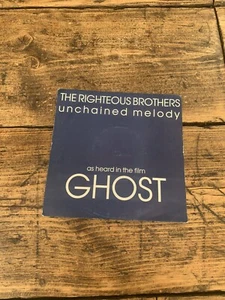 THE RIGHTEOUS BROTHERS
unchained melody
as heard in the film
GHOST